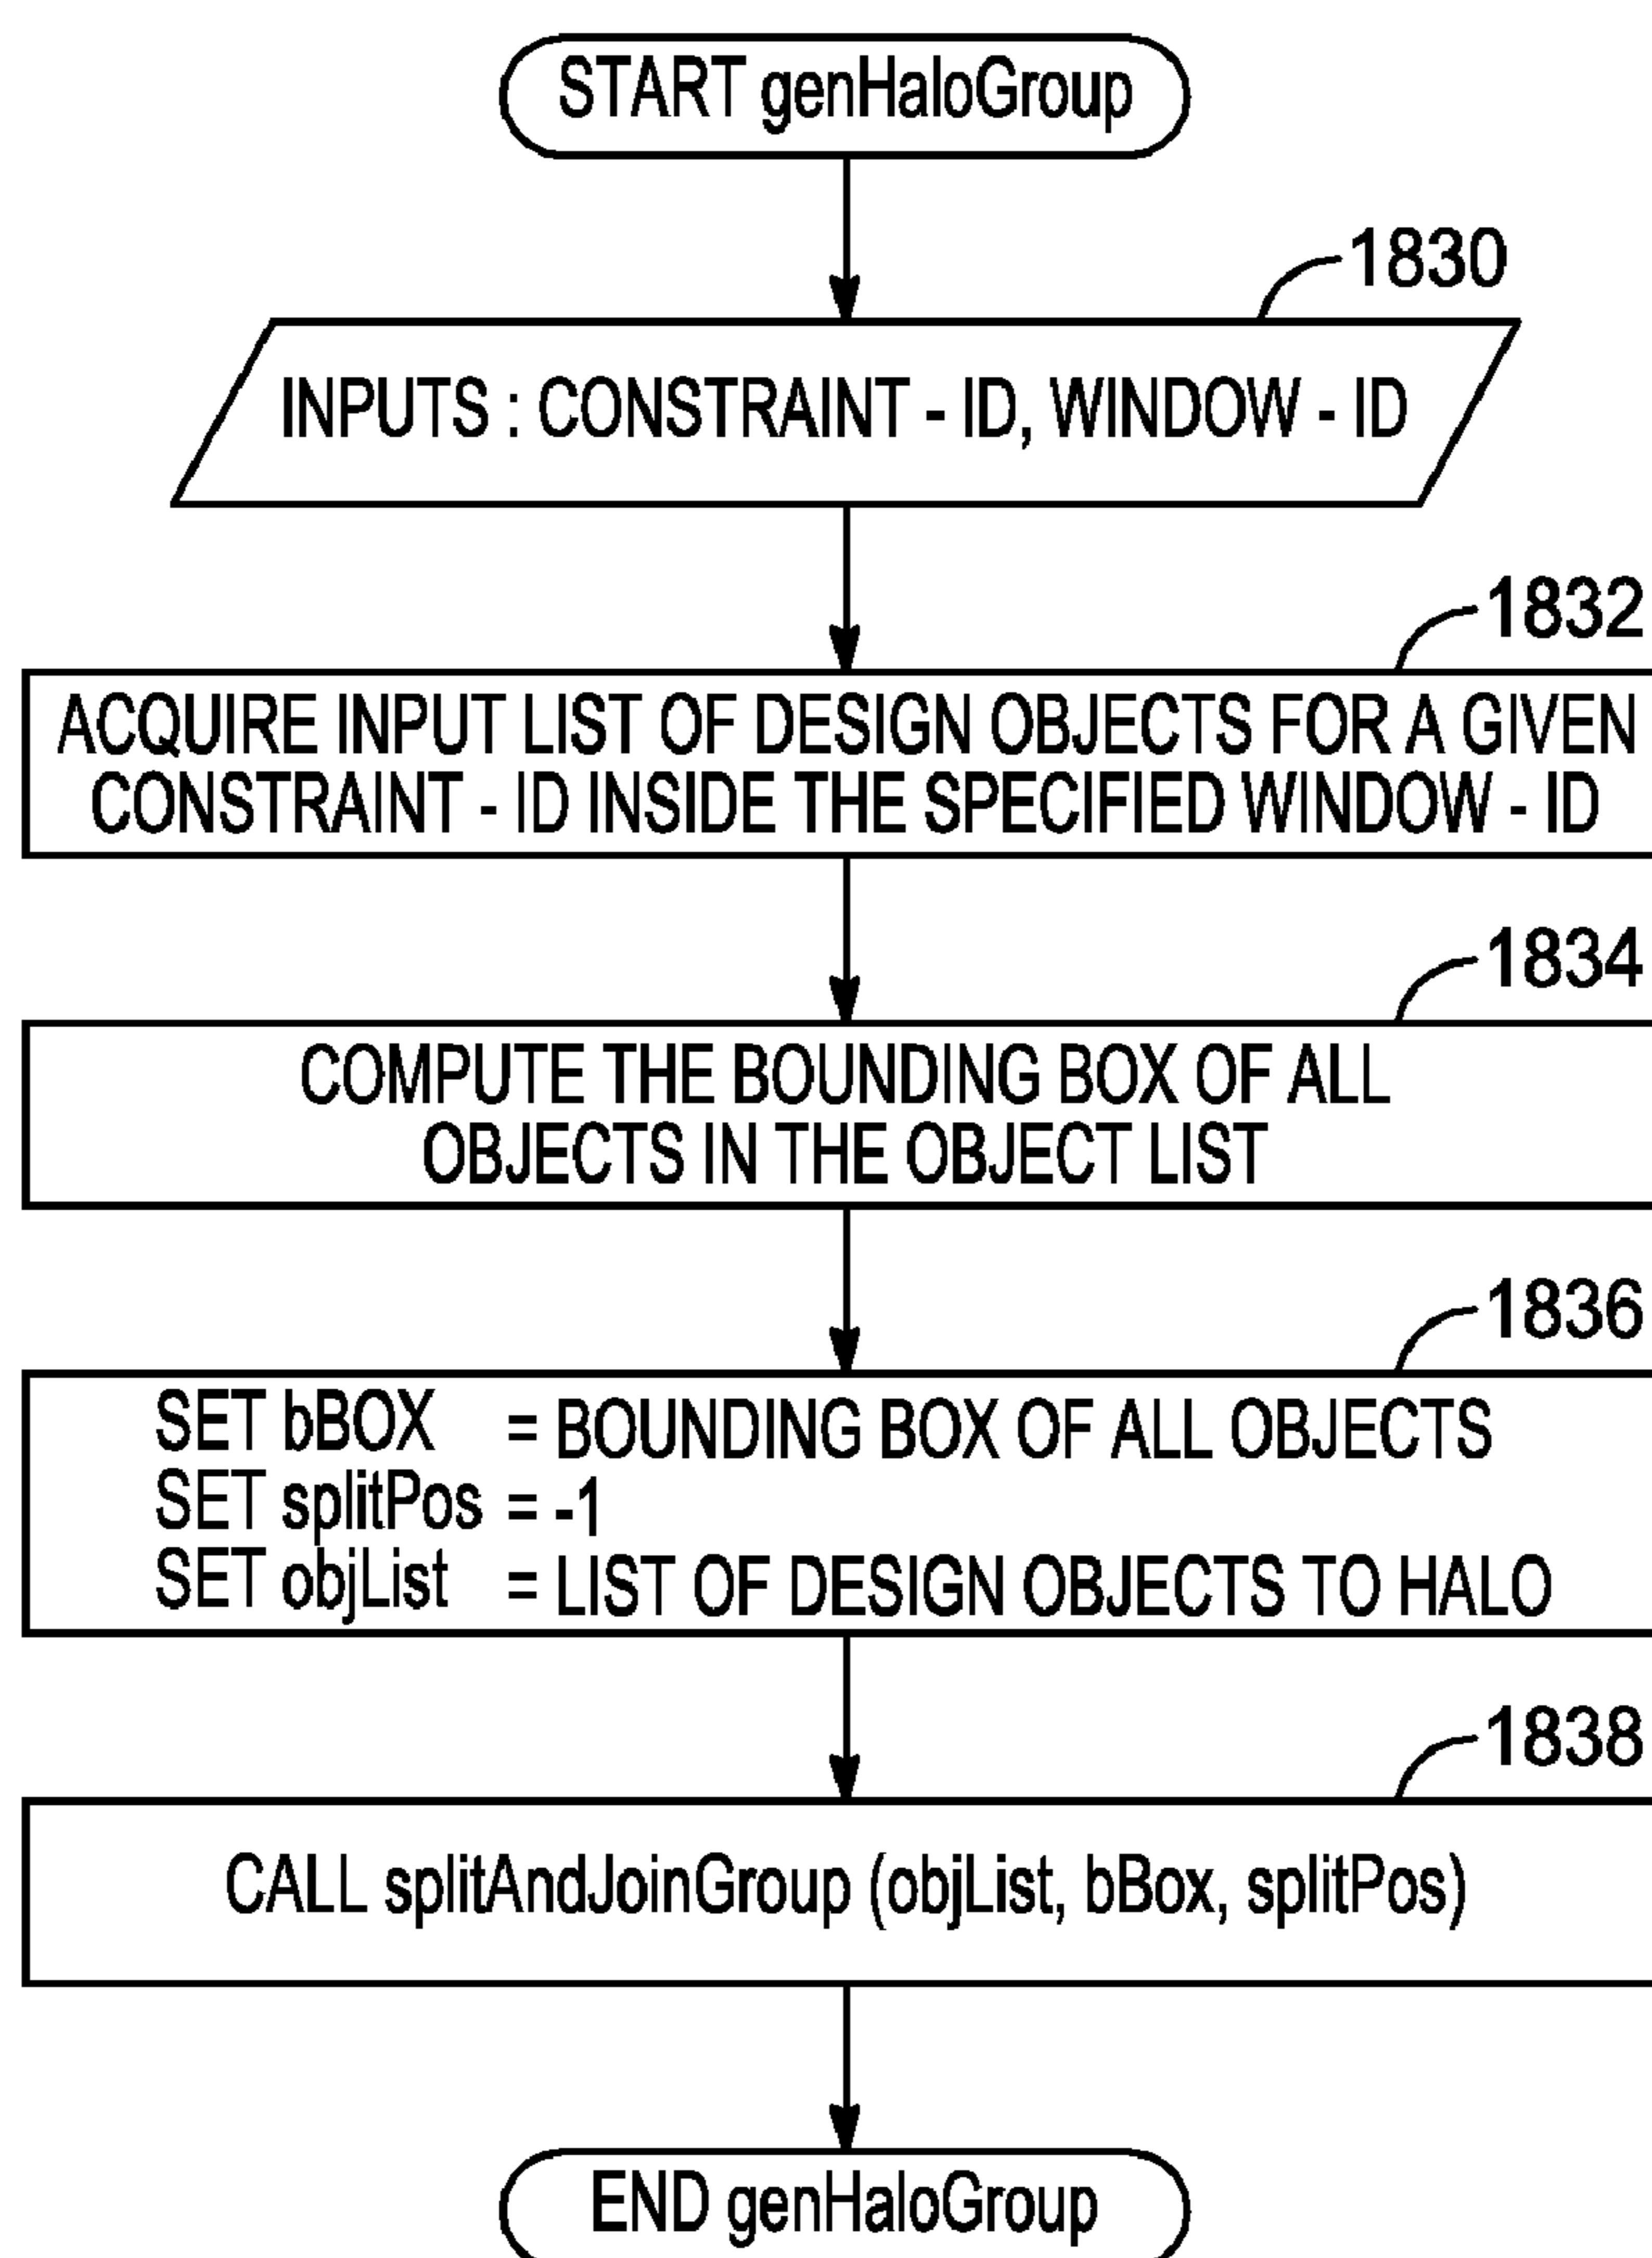 START genHaloGroup
1830
INPUTS : CONSTRAINT - ID, WINDOW - ID
1832
ACQUIRE INPUT LIST OF DESIGN OBJECTS FOR A GIVEN
CONSTRAINT - ID INSIDE THE SPECIFIED WINDOW - ID
1834
COMPUTE THE BOUNDING BOX OF ALL
OBJECTS IN THE OBJECT LIST
1836
SET bBOX = BOUNDING BOX OF ALL OBJECTS
SET splitPos = -1
SET objList = LIST OF DESIGN OBJECTS TO HALO
1838
CALL splitAndJoinGroup (objList, bBox, splitPos)
END genHaloGroup